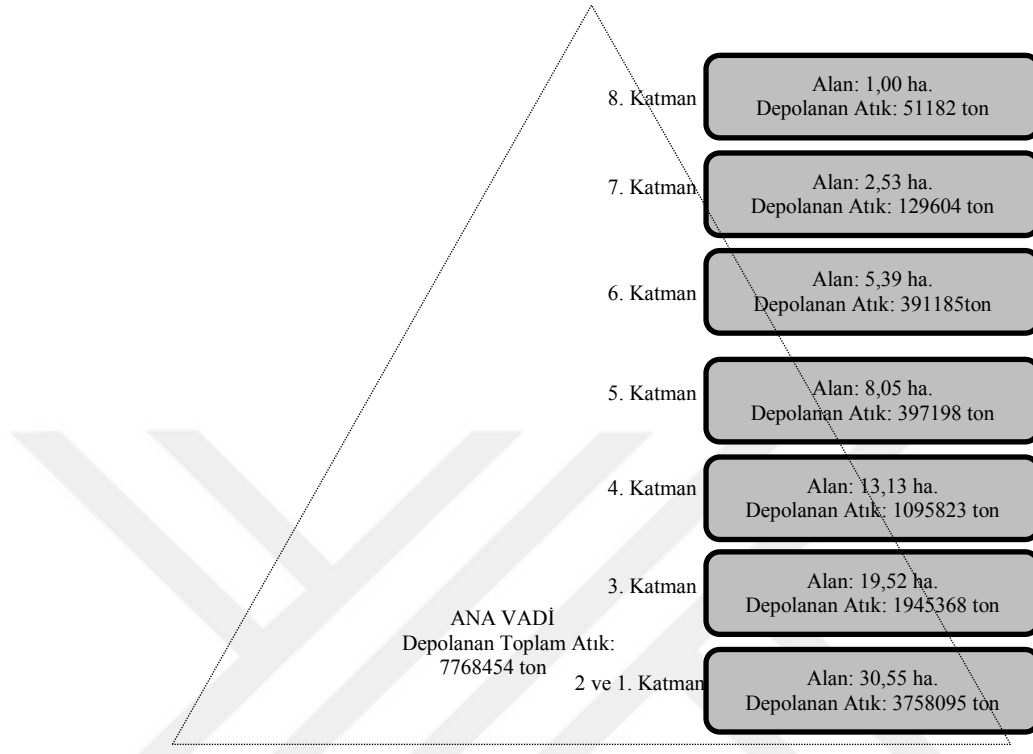 8. Katman
Alan: 1,00 ha.
Depolanan Atık: 51182 ton
7. Katman
Alan: 2,53 ha.
Depolanan Atık: 129604 ton
6. Katman
Alan: 5,39 ha.
Depolanan Atık: 391185ton
5. Katman
Alan: 8,05 ha.
Depolanan Atık: 397198 ton
4. Katman
Alan: 13,13 ha.
Depolanan Atık: 1095823 ton
3. Katman
Alan: 19,52 ha.
Depolanan Atık: 1945368 ton
ANA VADİ
Depolanan Toplam Atık:
7768454 ton
2 ve 1. Katman
Alan: 30,55 ha.
Depolanan Atık: 3758095 ton